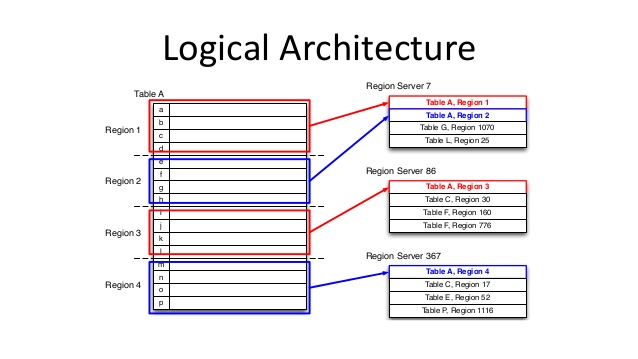 Logical Architecture
Table A
Region 1
Region 2
Region 3
Region 4
a
b
c
d
e
f
g
h
i
j
k
l
m
n
o
p
Region Server 7
Table A, Region 1
Table A, Region 2
Table G, Region 1070
Table L, Region 25
Region Server 86
Table A, Region 3
Table C, Region 30
Table F, Region 160
Table F, Region 776
Region Server 367
Table A, Region 4
Table C, Region 17
Table E, Region 52
Table P, Region 1116